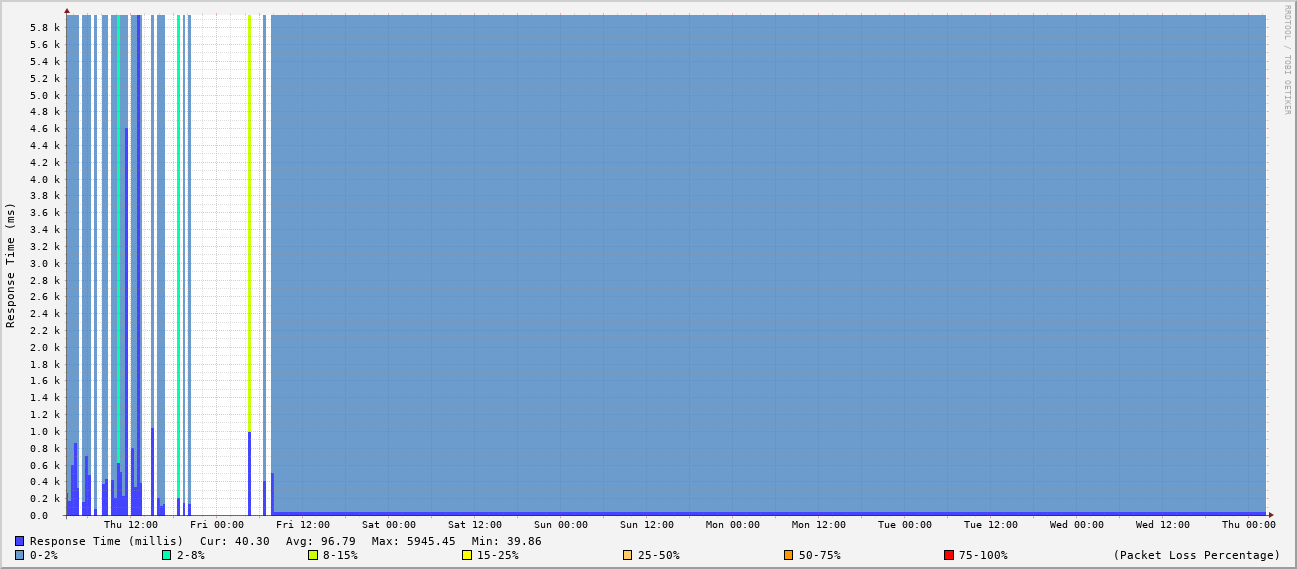 RRDTOOL / TOBI OETIKER
Response Time (ms)
5.8 k
5.6 k
5.4 k
5.2 k
5.0 k
4.8 k
4.6 k
4.4 k
4.2 k
4.0 k
3.8 k
3.6 k
3.4 k
3.2 k
3.0 k
2.8 k
2.6 k
2.4 k
2.2 k
2.0 k
1.8 k
1.6 k
1.4 k
1.2 k
1.0 k
0.8 k
0.6 k
0.4 k
0.2 k
0.0
Thu 12:00 Fri 00:00 Fri 12:00 Sat 00:00 Sat 12:00 Sun 00:00 Sun 12:00 Mon 00:00 Mon 12:00 Tue 00:00 Tue 12:00 Wed 00:00 Wed 12:00 Thu 00:00
Response Time (millis) Cur: 40.30 Avg: 96.79 Max: 5945.45 Min: 39.86
0-2% 2-8% 8-15% 15-25% 25-50% 50-75% 75-100% (Packet Loss Percentage)